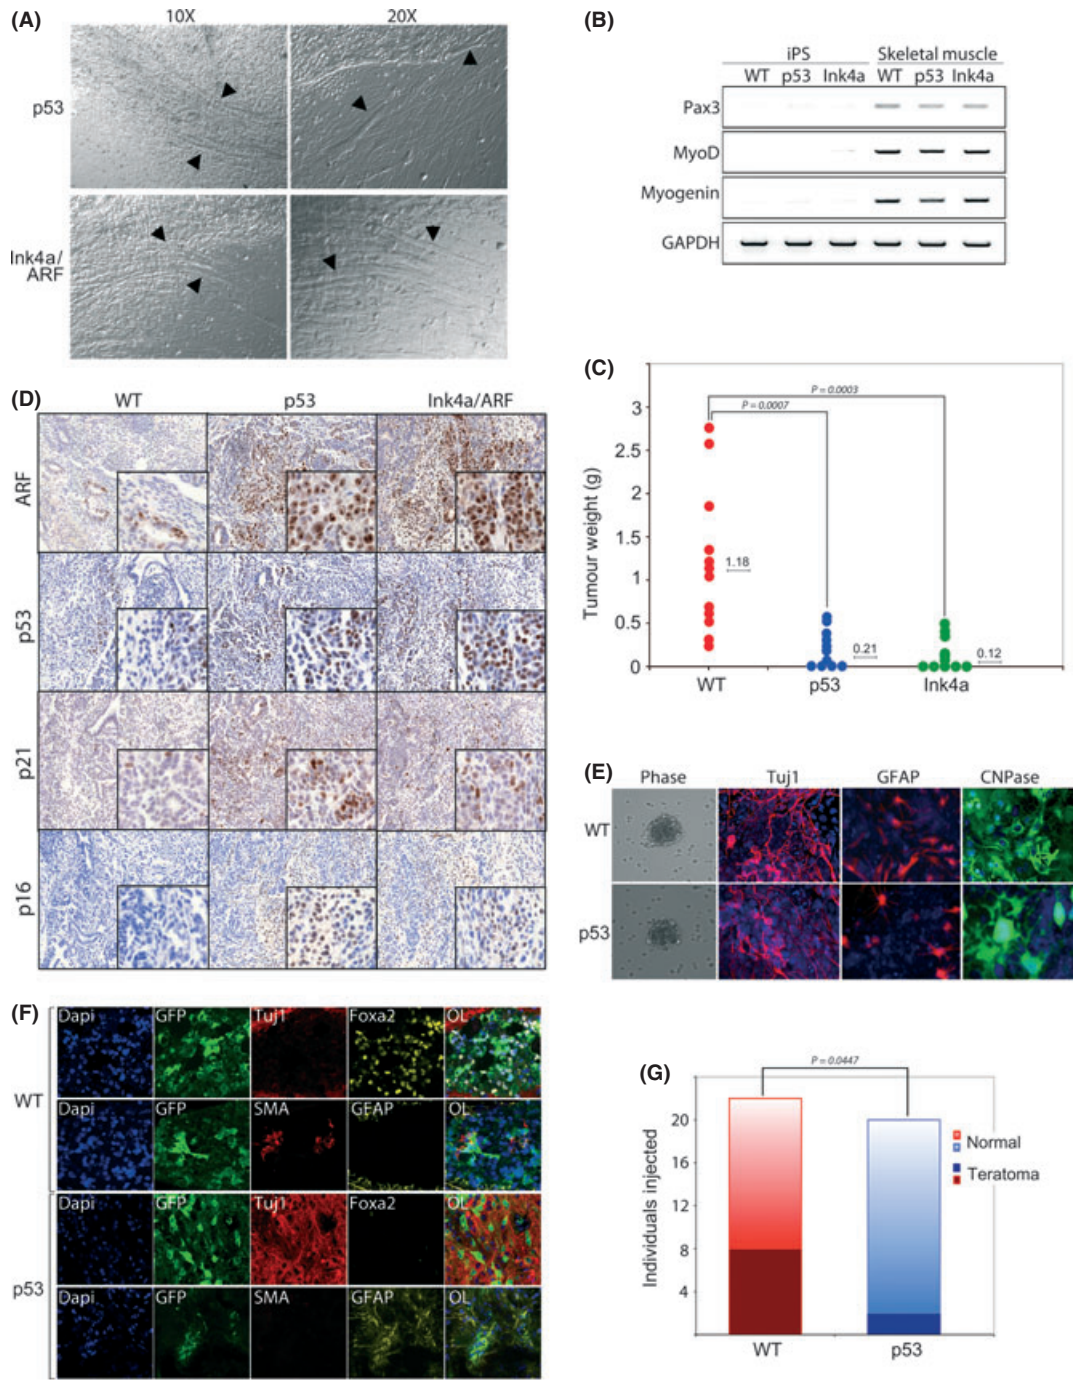 (A)
10X
20X
p53
Ink4a/
ARF
(B)
iPS
Skeletal muscle
WT p53 Ink4a WT p53 Ink4a
Pax3
MyoD
Myogenin
GAPDH
(C)
P = 0.0003
P = 0.0007
3
2.5
2
1.5
1
0.5
0
1.18
0.21
0.12
Tumour weight (g)
WT p53 Ink4a
(D)
WT p53 Ink4a/ARF
ARF
p53
p21
p16
(E)
Phase Tuj1 GFAP CNPase
WT
p53
(F)
WT
Dapi GFP Tuj1 Foxa2 OL
Dapi GFP SMA GFAP OL
p53
Dapi GFP Tuj1 Foxa2 OL
Dapi GFP SMA GFAP OL
(G)
P = 0.0447
20
16
12
8
4
Individuals injected
Normal
Teratoma
WT p53